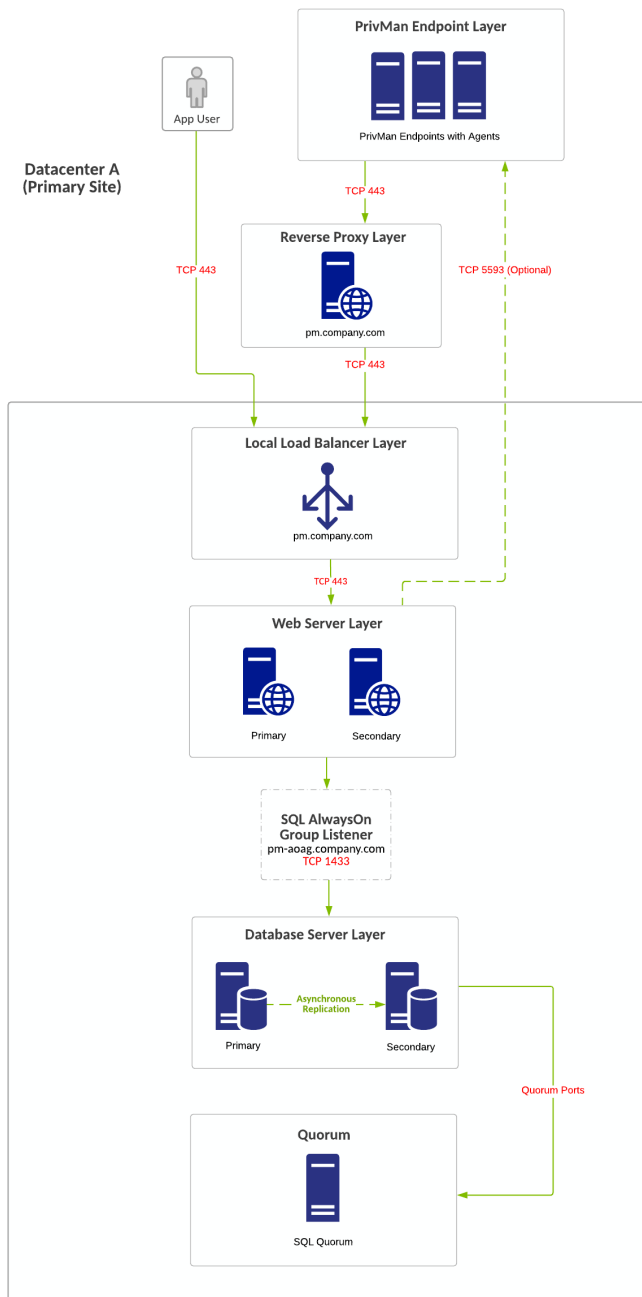 PrivMan Endpoint Layer
App User
PrivMan Endpoints with Agents
Datacenter A
(Primary Site)
TCP 443
Reverse Proxy Layer
TCP 443
TCP 5593 (Optional)
pm.company.com
TCP 443
Local Load Balancer Layer
pm.company.com
TCP 443
Web Server Layer
Primary
Secondary
SQL AlwaysOn
Group Listener
pm-aoag.company.com
TCP 1433
Database Server Layer
Asynchronous
Replication
Primary
Secondary
Quorum Ports
Quorum
SQL Quorum